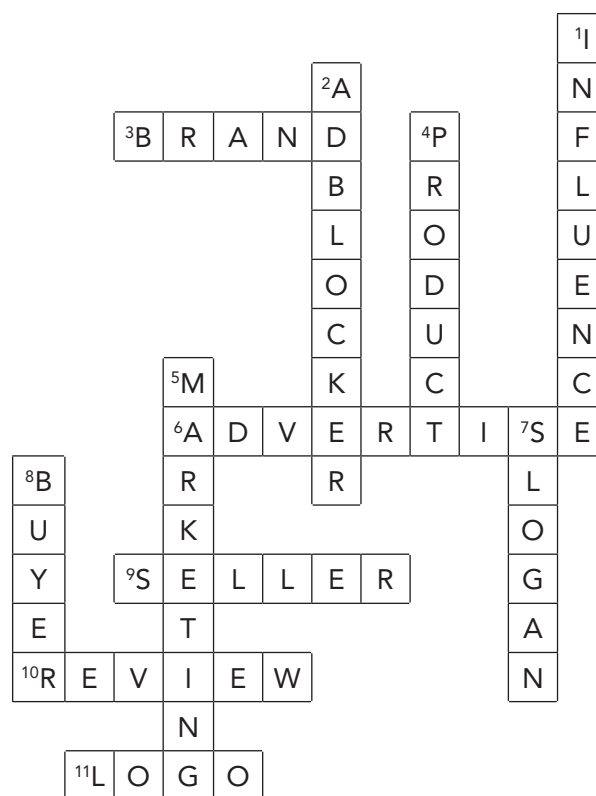 ¹I
²A N
³B R A N D ⁴P F
B R L
L O U
O D E
C U N
⁵M K C C
⁶A D V E R T I ⁷S E
⁸B R R L
U K O
Y ⁹S E L L E R G
E T A
¹⁰R E V I E W N
N
¹¹L O G O